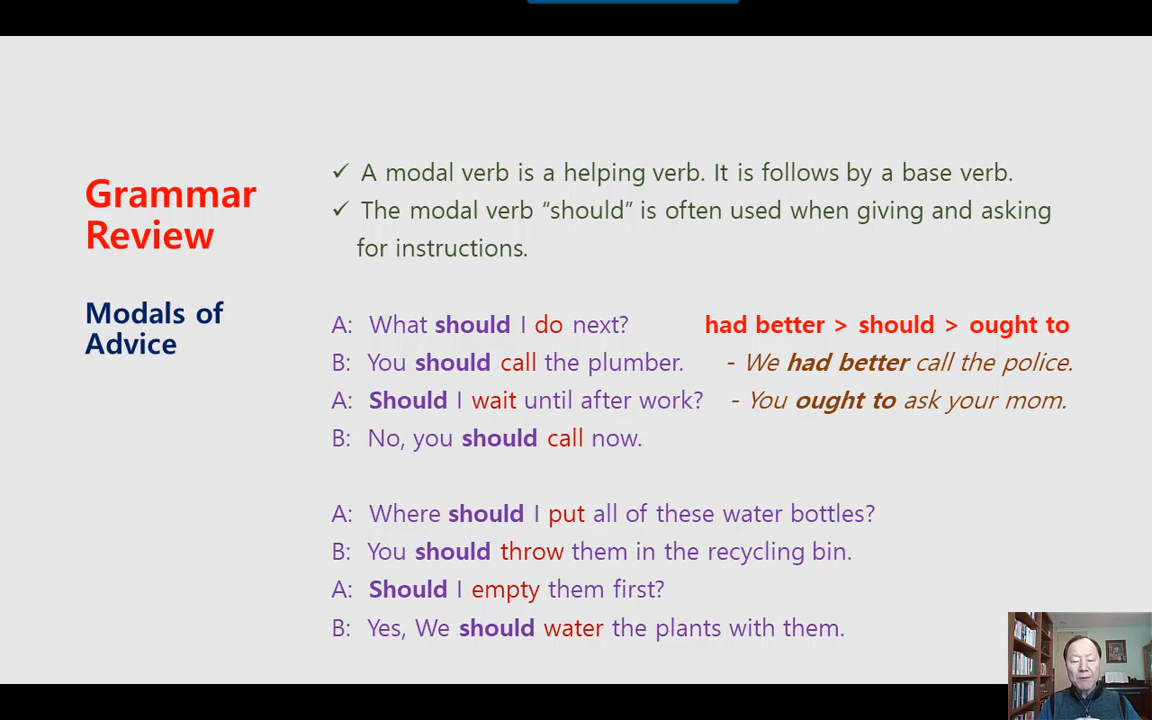 Grammar
Review
Modals of
Advice
✓ A modal verb is a helping verb. It is follows by a base verb.
✓ The modal verb “should” is often used when giving and asking
for instructions.
A: What should I do next?
had better > should > ought to
B: You should call the plumber.
- We had better call the police.
A: Should I wait until after work?
- You ought to ask your mom.
B: No, you should call now.
A: Where should I put all of these water bottles?
B: You should throw them in the recycling bin.
A: Should I empty them first?
B: Yes, We should water the plants with them.